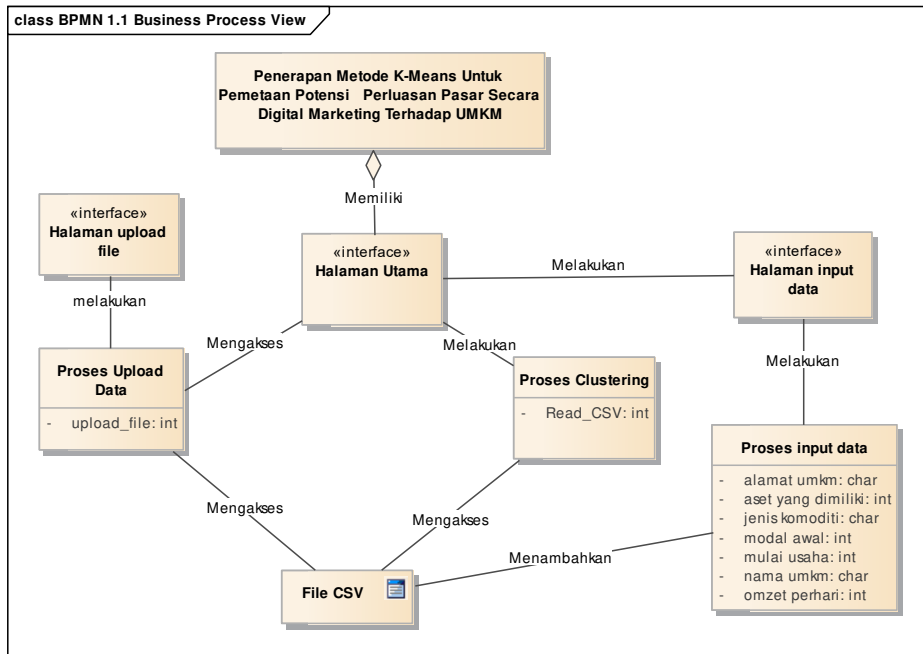 class BPMN 1.1 Business Process View
Penerapan Metode K-Means Untuk
Pemetaan Potensi Perluasan Pasar Secara
Digital Marketing Terhadap UMKM
Memiliki
«interface»
Halaman upload
file
«interface»
Halaman Utama
«interface»
Halaman input
data
Melakukan
melakukan
Mengakses
Melakukan
Melakukan
Proses Upload
Data
- upload_file: int
Proses Clustering
- Read_CSV: int
Proses input data
- alamat umkm: char
- aset yang dimiliki: int
- jenis komoditi: char
- modal awal: int
- mulai usaha: int
- nama umkm: char
- omzet perhari: int
Mengakses
Mengakses
Menambahkan
File CSV